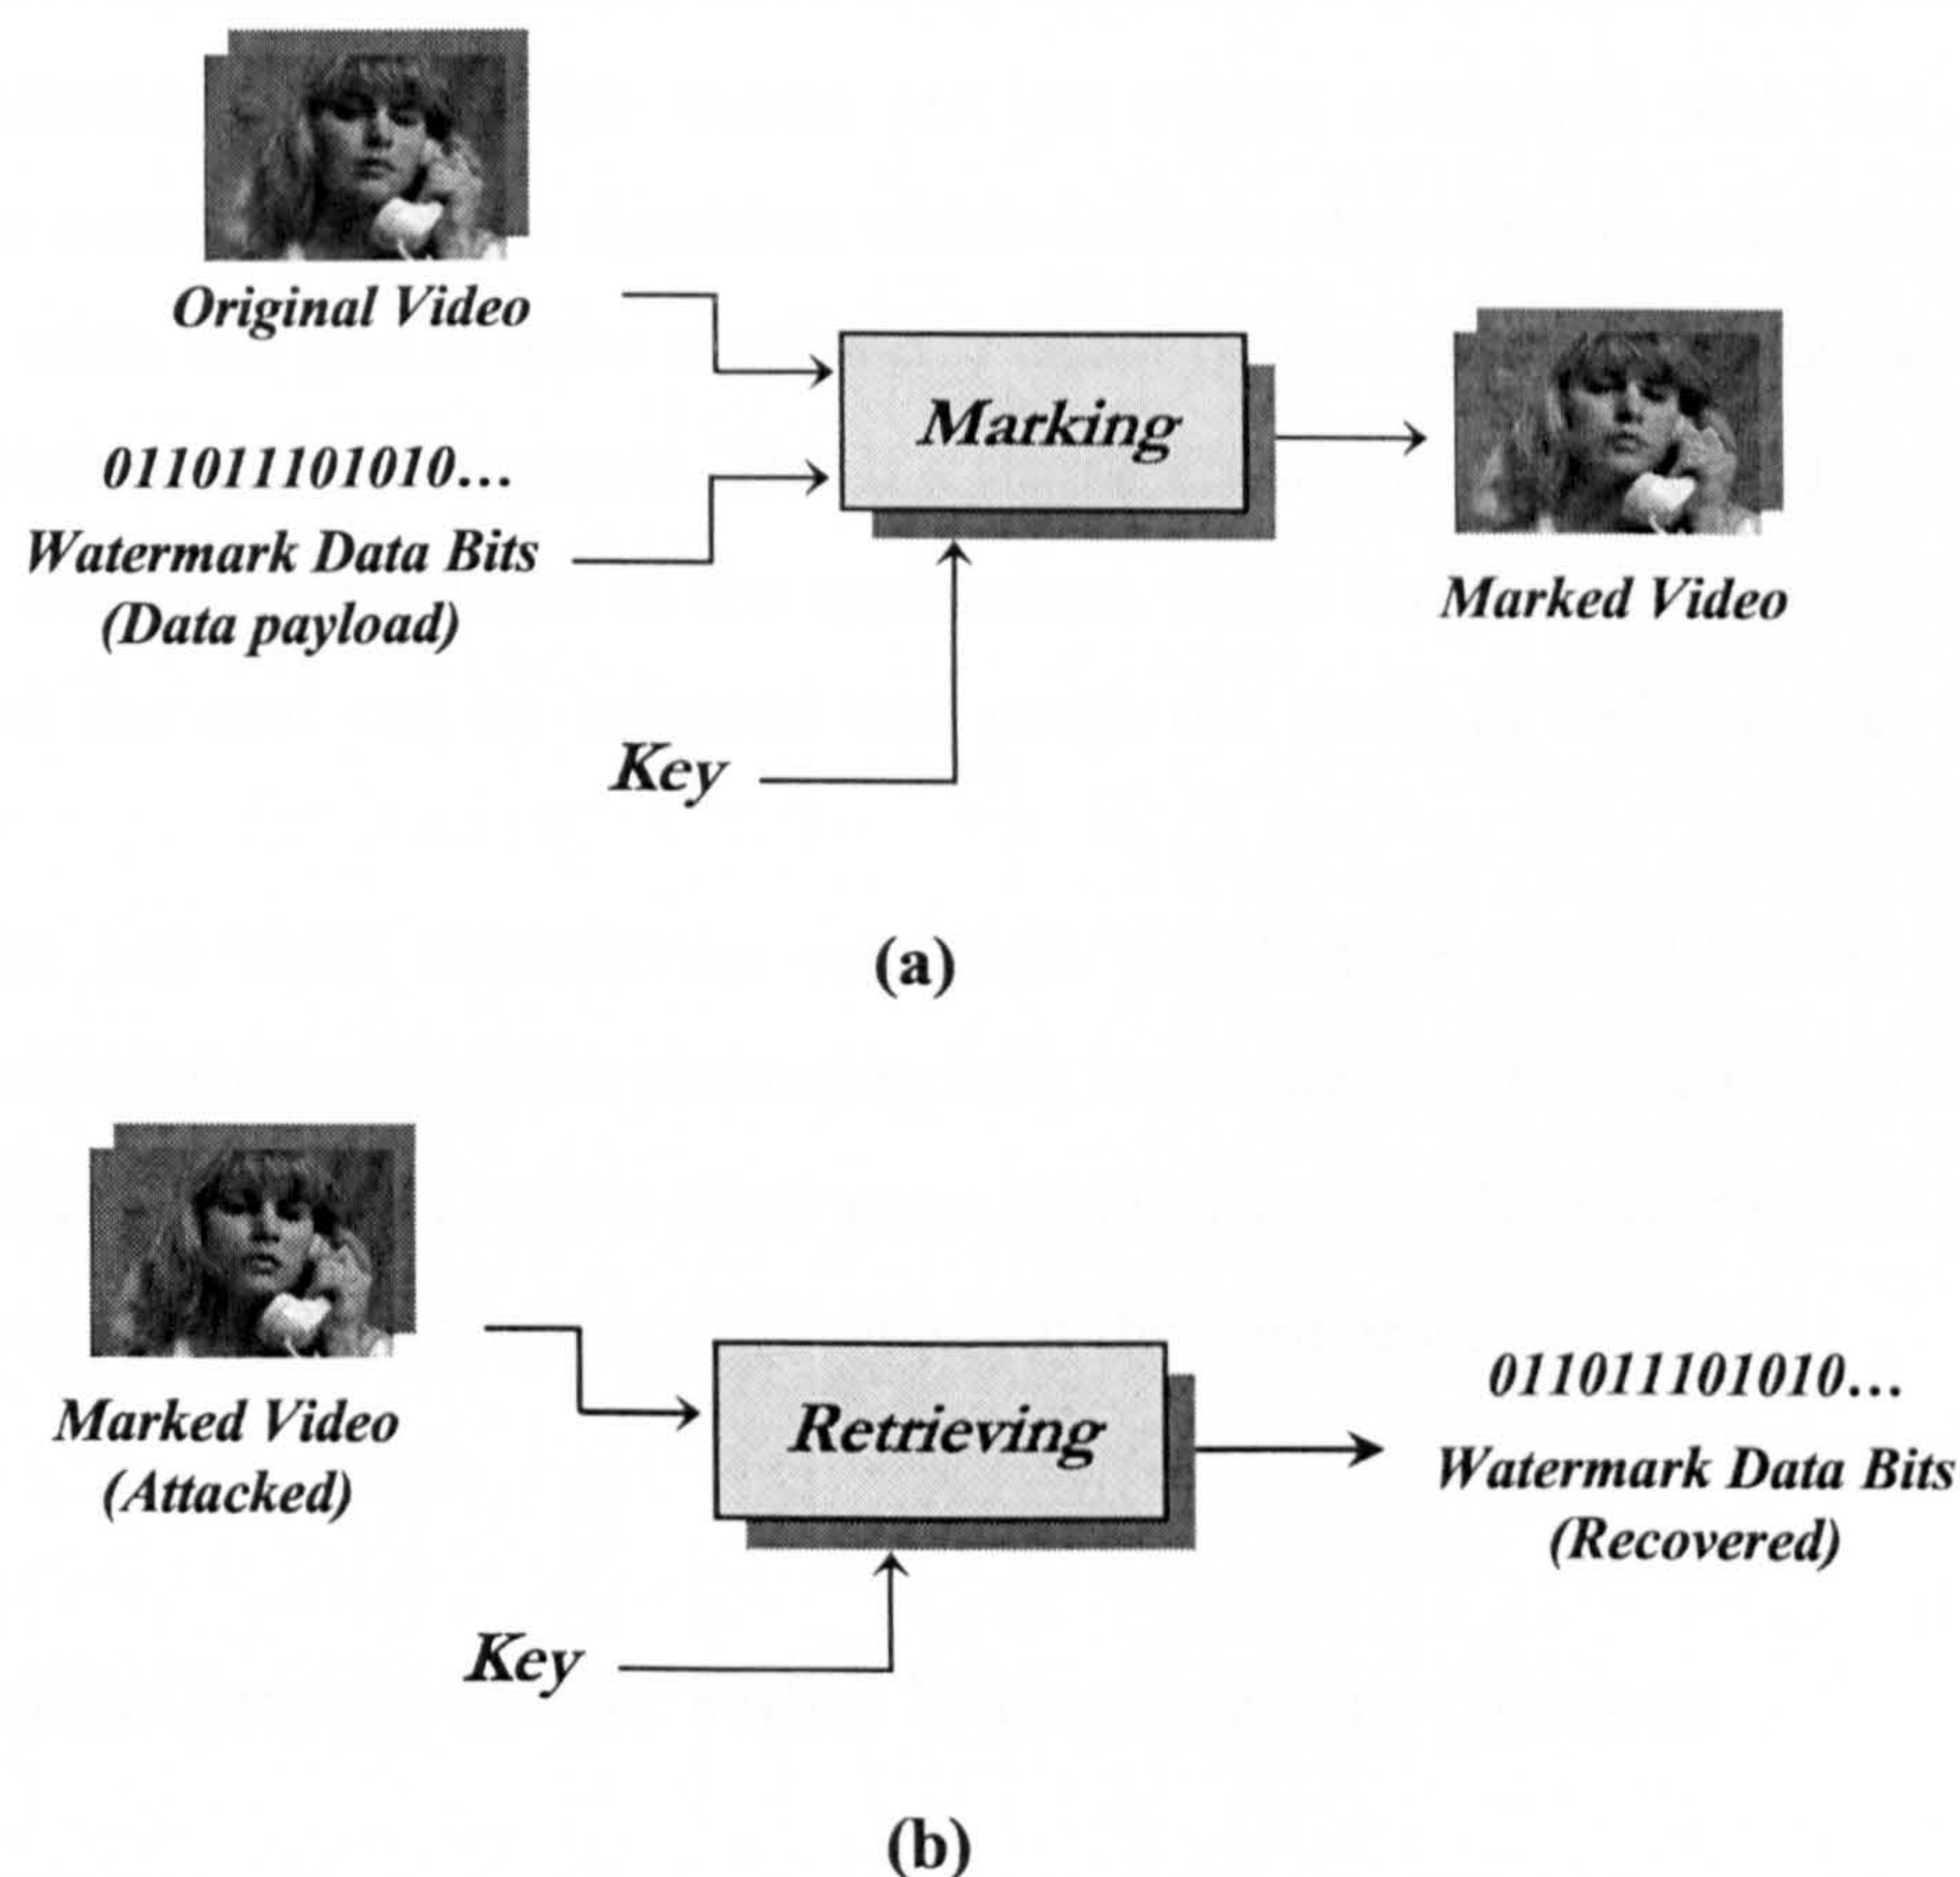 Original Video
011011101010...
Watermark Data Bits
(Data payload)
Marking
Marked Video
Key
(a)
Marked Video
(Attacked)
Retrieving
011011101010...
Watermark Data Bits
(Recovered)
Key
(b)